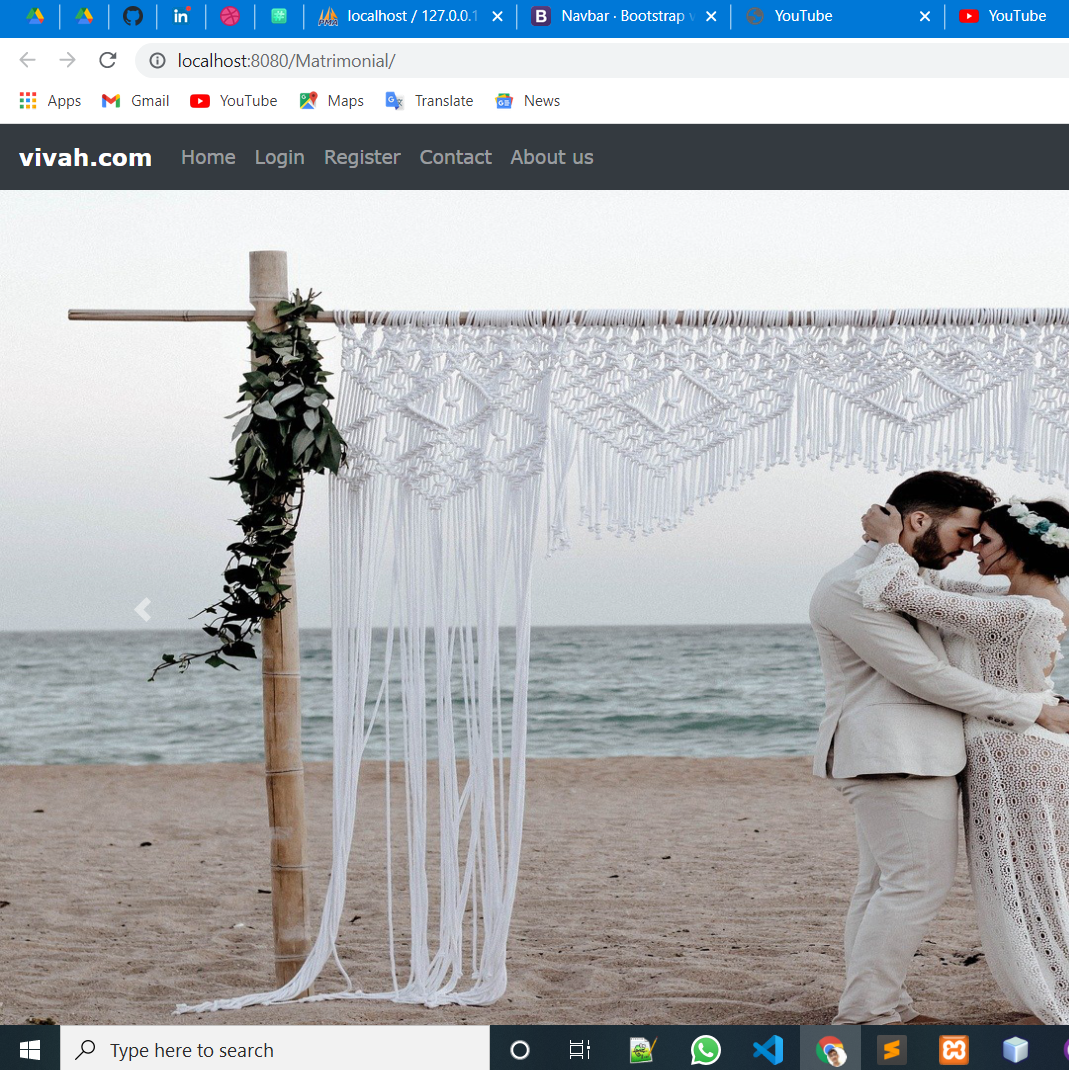 localhost / 127.0.0.1
Navbar · Bootstrap v
YouTube
YouTube
localhost:8080/Matrimonial/
Apps Gmail YouTube Maps Translate News
vivah.com Home Login Register Contact About us
Type here to search